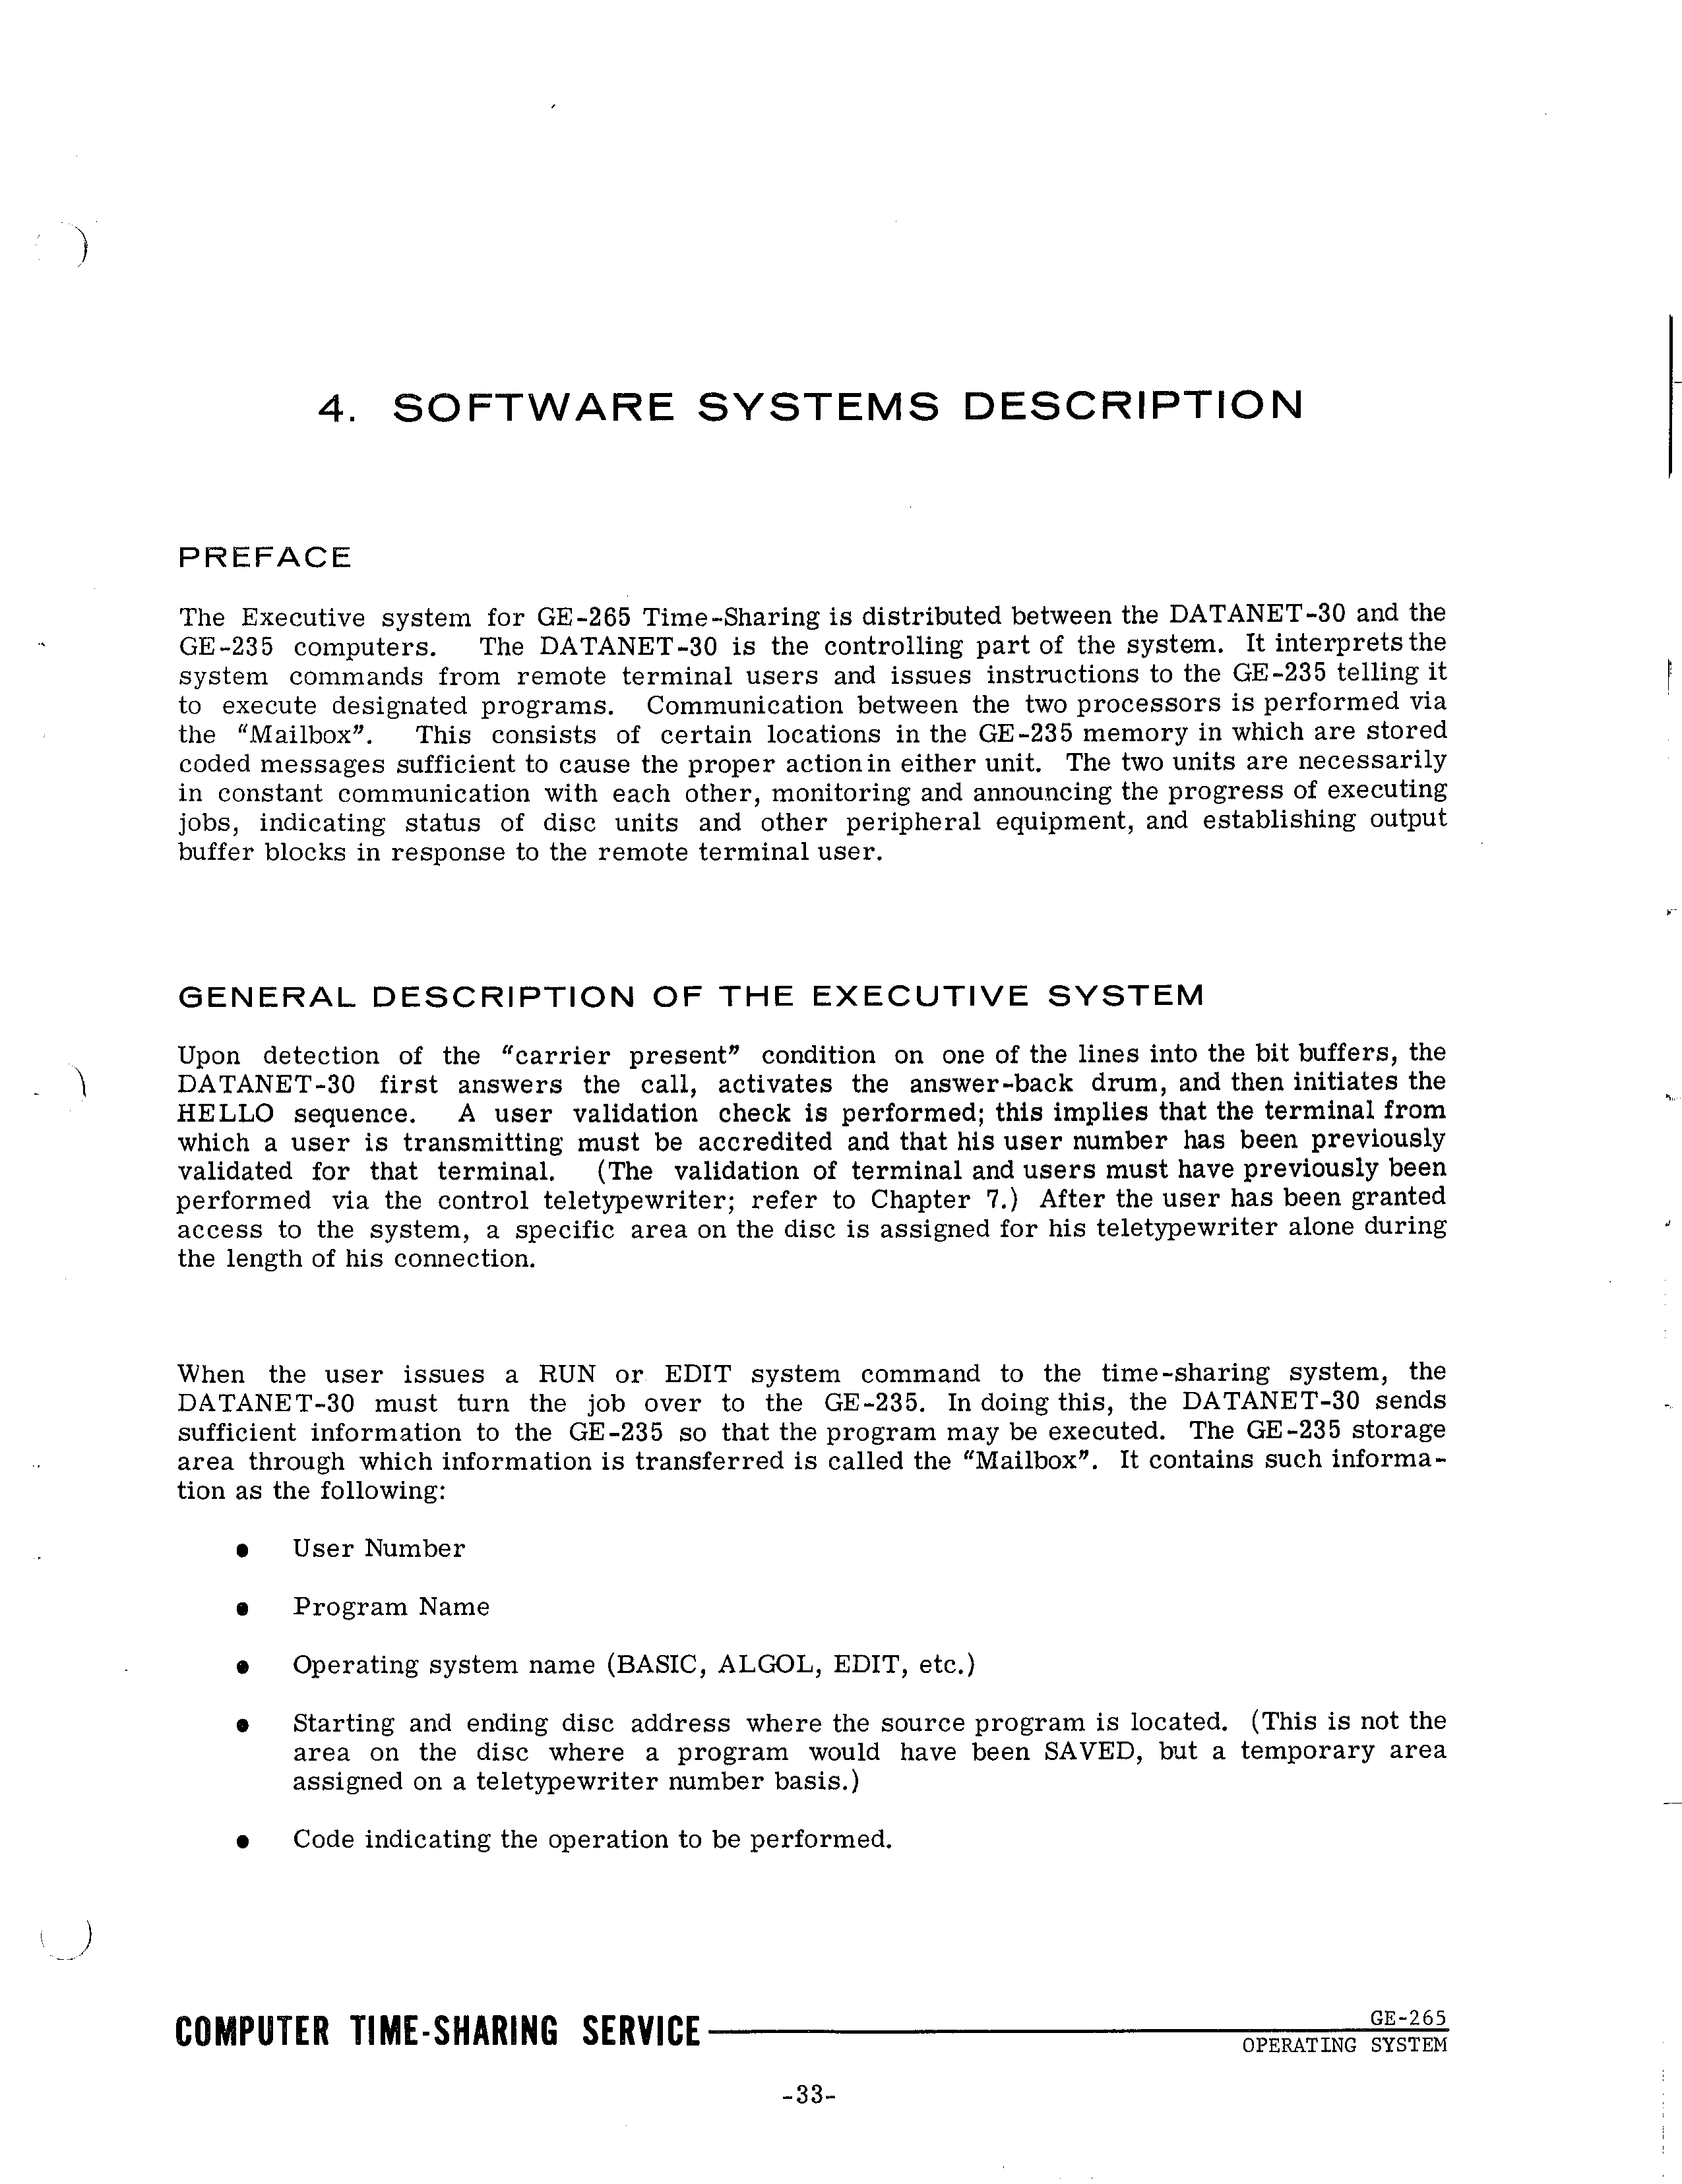 4. SOFTWARE SYSTEMS DESCRIPTION
PREFACE
The Executive system for GE-265 Time-Sharing is distributed between the DATANET-30 and the
GE-235 computers. The DATANET-30 is the controlling part of the system. It interprets the
system commands from remote terminal users and issues instructions to the GE-235 telling it
to execute designated programs. Communication between the two processors is performed via
the “Mailbox”. This consists of certain locations in the GE-235 memory in which are stored
coded messages sufficient to cause the proper action in either unit. The two units are necessarily
in constant communication with each other, monitoring and announcing the progress of executing
jobs, indicating status of disc units and other peripheral equipment, and establishing output
buffer blocks in response to the remote terminal user.
GENERAL DESCRIPTION OF THE EXECUTIVE SYSTEM
Upon detection of the “carrier present” condition on one of the lines into the bit buffers, the
DATANET-30 first answers the call, activates the answer-back drum, and then initiates the
HELLO sequence. A user validation check is performed; this implies that the terminal from
which a user is transmitting must be accredited and that his user number has been previously
validated for that terminal. (The validation of terminal and users must have previously been
performed via the control teletypewriter; refer to Chapter 7.) After the user has been granted
access to the system, a specific area on the disc is assigned for his teletypewriter alone during
the length of his connection.
When the user issues a RUN or EDIT system command to the time-sharing system, the
DATANET-30 must turn the job over to the GE-235. In doing this, the DATANET-30 sends
sufficient information to the GE-235 so that the program may be executed. The GE-235 storage
area through which information is transferred is called the “Mailbox”. It contains such informa-
tion as the following:
● User Number
● Program Name
● Operating system name (BASIC, ALGOL, EDIT, etc.)
● Starting and ending disc address where the source program is located. (This is not the
area on the disc where a program would have been SAVED, but a temporary area
assigned on a teletypewriter number basis.)
● Code indicating the operation to be performed.
COMPUTER TIME-SHARING SERVICE
GE-265
OPERATING SYSTEM
-33-